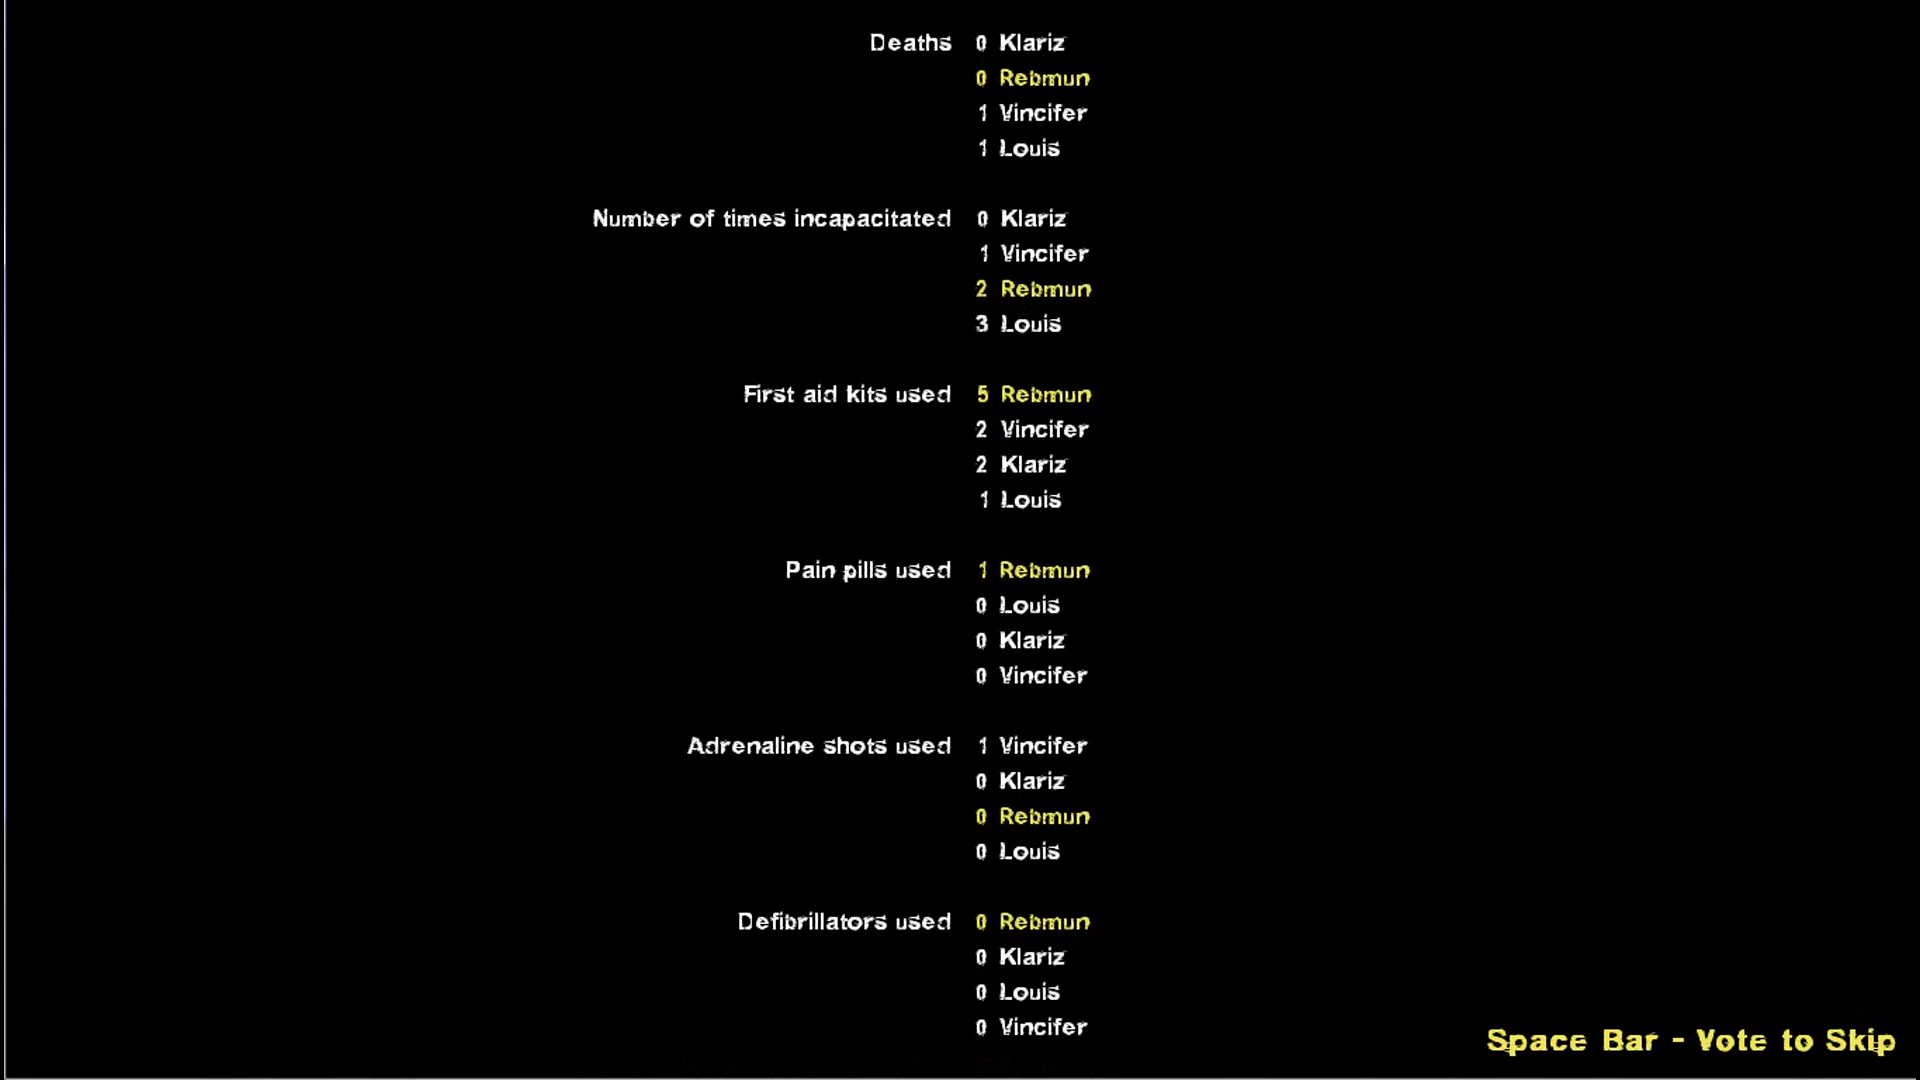 Deaths 0 Klariz
0 Rebmun
1 Vincifer
1 Louis
Number of times incapacitated 0 Klariz
1 Vincifer
2 Rebmun
3 Louis
First aid kits used 5 Rebmun
2 Vincifer
2 Klariz
1 Louis
Pain pills used 1 Rebmun
0 Louis
0 Klariz
0 Vincifer
Adrenaline shots used 1 Vincifer
0 Klariz
0 Rebmun
0 Louis
Defibrillators used 0 Rebmun
0 Klariz
0 Louis
0 Vincifer
Space Bar - Vote to Skip